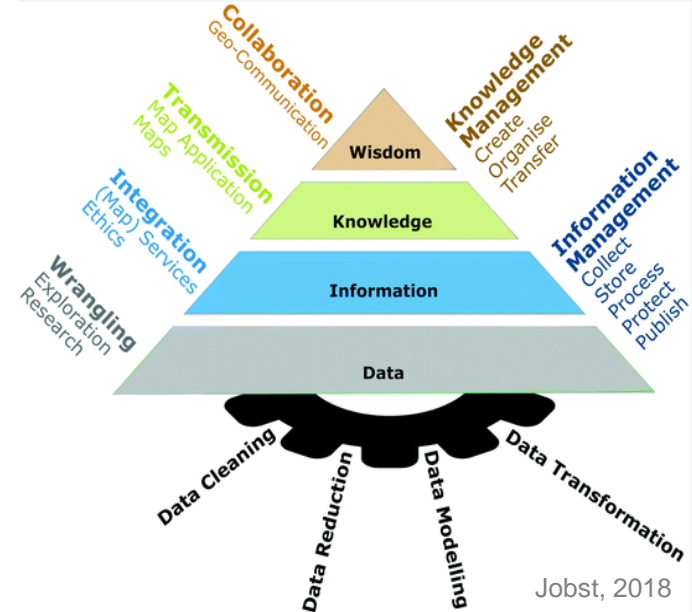 Collaboration
Geo-Communication
Knowledge
Management
Create
Organise
Transfer
Transmission
Map Application
Maps
Wisdom
Knowledge
Integration
(Map) Services
Ethics
Information
Management
Collect
Store
Process
Protect
Publish
Information
Wrangling
Exploration
Research
Data
Data Cleaning
Data Reduction
Data Modelling
Data Transformation
Jobst, 2018